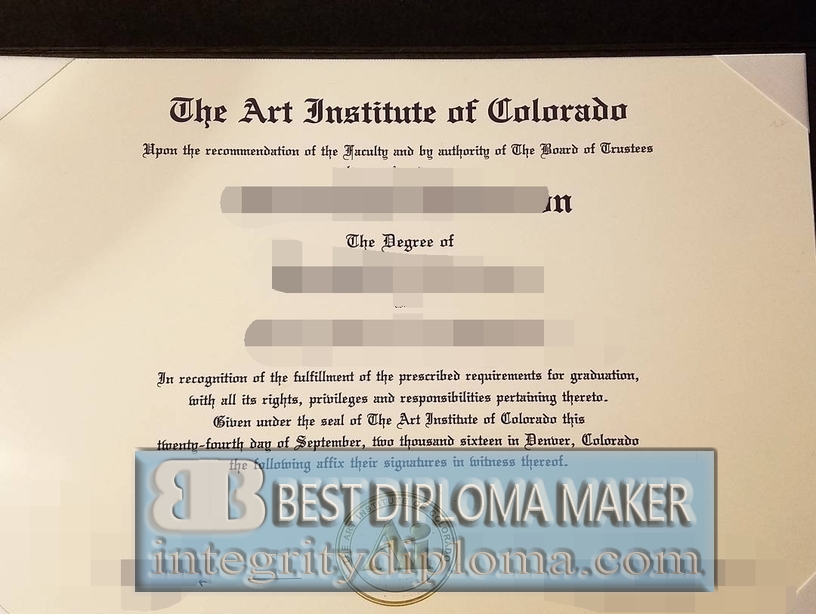 The Art Institute of Colorado
Upon the recommendation of the Faculty and by authority of The Board of Trustees
The Degree of
In recognition of the fulfillment of the prescribed requirements for graduation,
with all its rights, privileges and responsibilities pertaining thereto.
Given under the seal of The Art Institute of Colorado this
twenty-fourth day of September, two thousand sixteen in Denver, Colorado
the following affix their signatures in witness thereof.
BEST DIPLOMA MAKER
integritydiploma.com